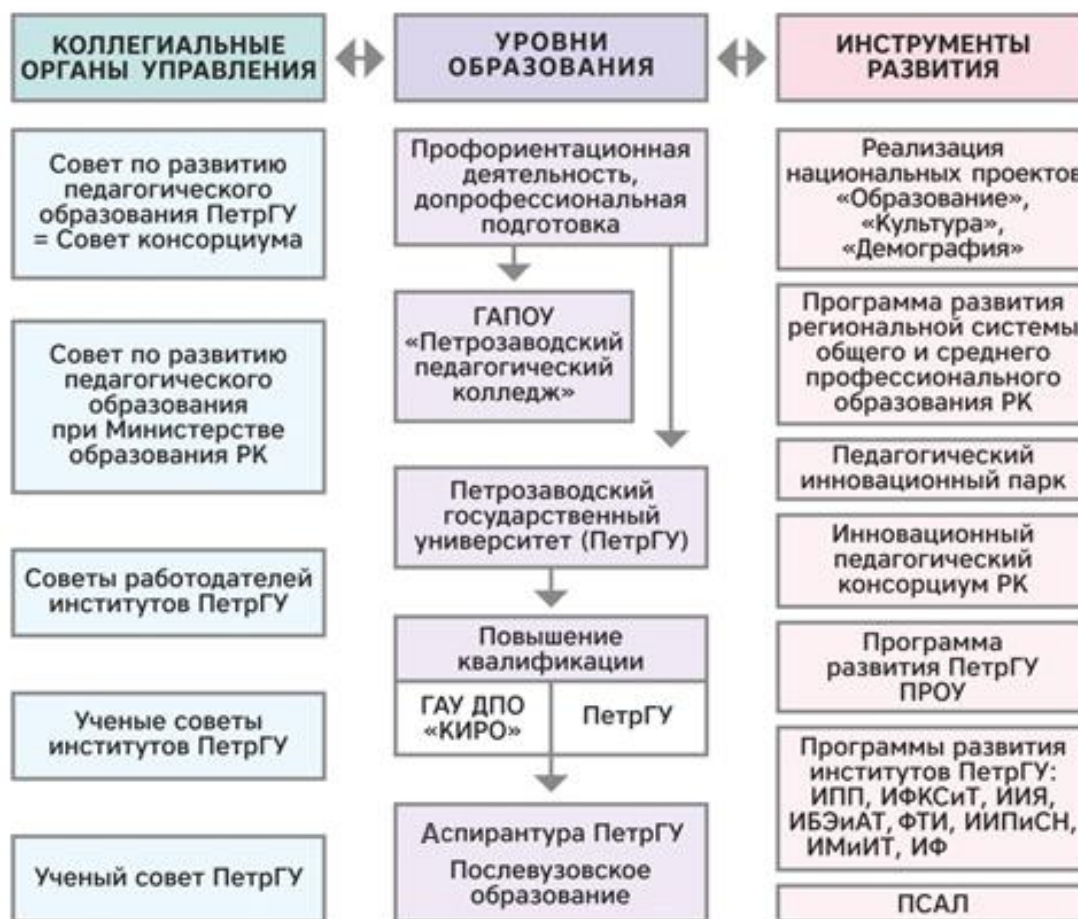 КОЛЛЕГИАЛЬНЫЕ
ОРГАНЫ УПРАВЛЕНИЯ
УРОВНИ
ОБРАЗОВАНИЯ
ИНСТРУМЕНТЫ
РАЗВИТИЯ
Совет по развитию
педагогического
образования ПетрГУ
= Совет консорциума
Совет по развитию
педагогического
образования
при Министерстве
образования РК
Советы работодателей
институтов ПетрГУ
Ученые советы
институтов ПетрГУ
Ученый совет ПетрГУ
Профориентационная
деятельность,
допрофессиональная
подготовка
ГАПОУ
«Петрозаводский
педагогический
колледж»
Петрозаводский
государственный
университет (ПетрГУ)
Повышение
квалификации
ГАУ ДПО
«КИРО»
ПетрГУ
Аспирантура ПетрГУ
Послевузовское
образование
Реализация
национальных проектов
«Образование»,
«Культура»,
«Демография»
Программа развития
региональной системы
общего и среднего
профессионального
образования РК
Педагогический
инновационный парк
Инновационный
педагогический
консорциум РК
Программа
развития ПетрГУ
ПРОУ
Программы развития
институтов ПетрГУ:
ИПП, ИФКСиТ, ИИЯ,
ИБЭиАТ, ФТИ, ИИПиСН,
ИМиИТ, ИФ
ПСАЛ